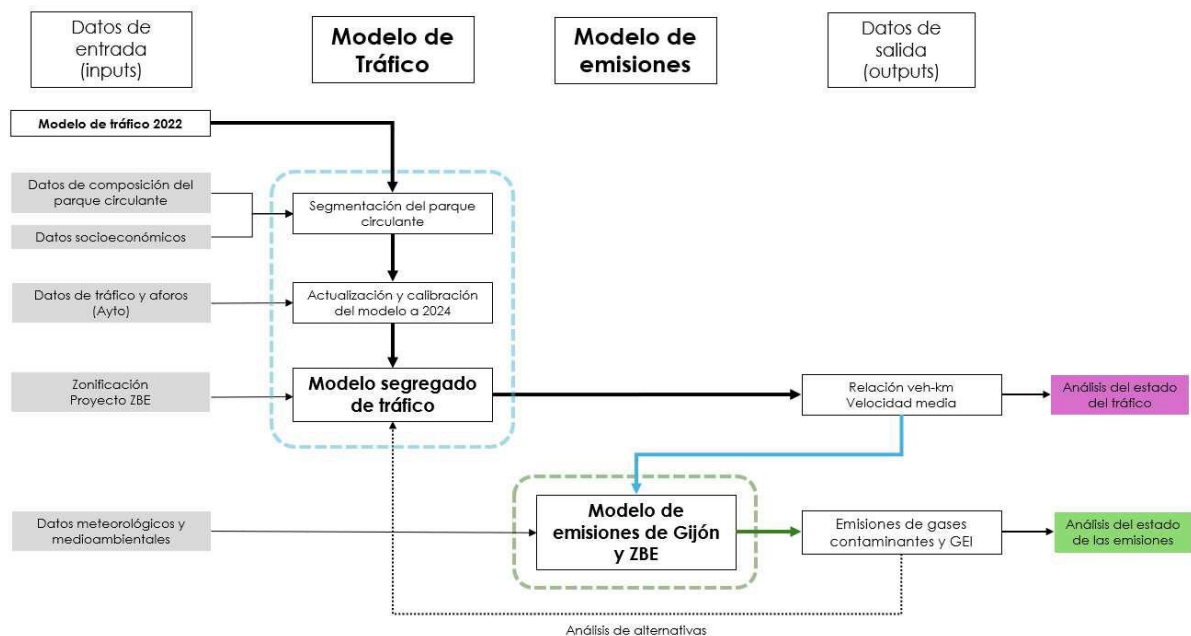 Datos de
entrada
(inputs)
Modelo de
Tráfico
Modelo de
emisiones
Datos de
salida
(outputs)
Modelo de tráfico 2022
Datos de composición del
parque circulante
Datos socioeconómicos
Segmentación del parque
circulante
Datos de tráfico y aforos
(Ayto)
Actualización y calibración
del modelo a 2024
Zonificación
Proyecto ZBE
Modelo segregado
de tráfico
Relación veh-km
Velocidad media
Análisis del estado
del tráfico
Datos meteorológicos y
medioambientales
Modelo de
emisiones de Gijón
y ZBE
Emisiones de gases
contaminantes y GEI
Análisis del estado
de las emisiones
Análisis de alternativas